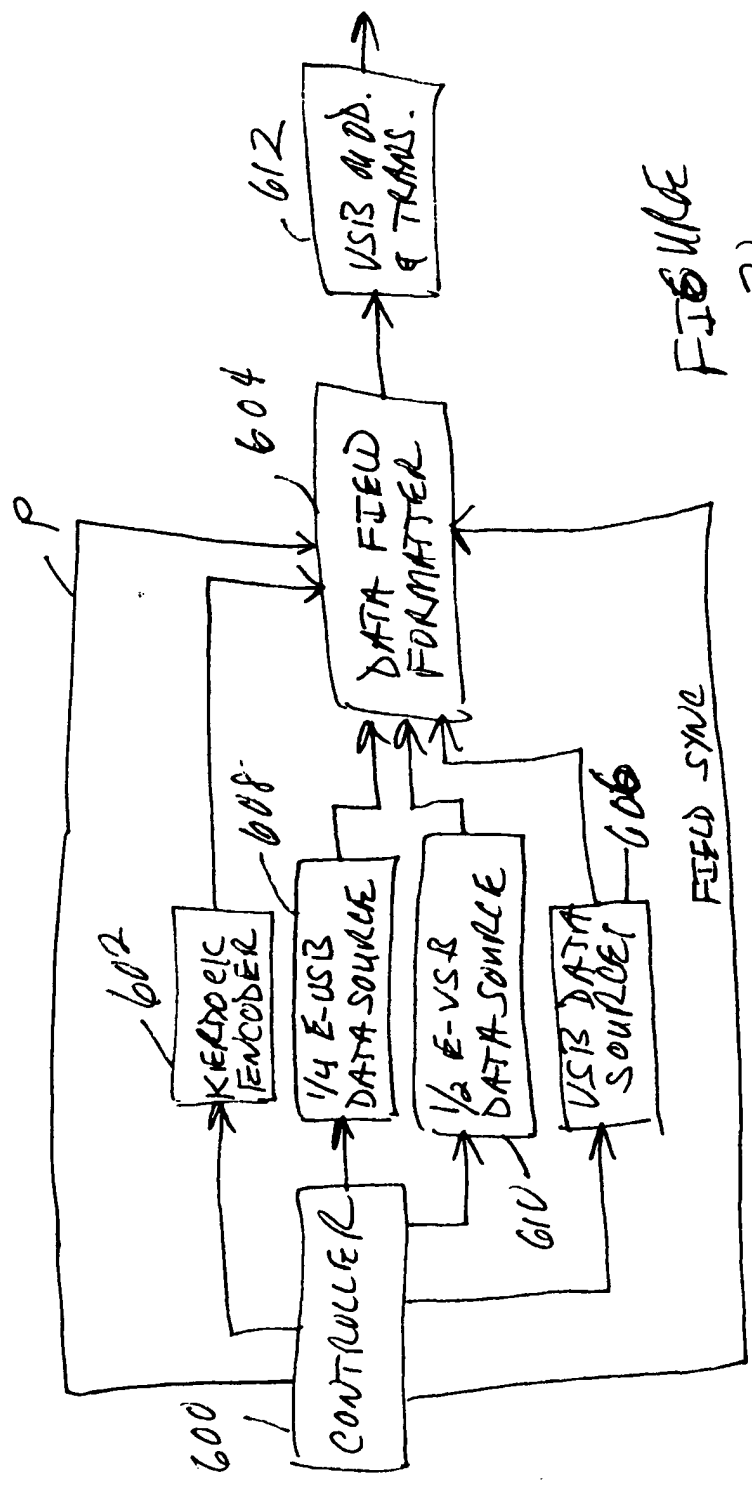 600
CONTROLLER
P
602
KERDOCK
ENCODER
608
1/4 E-VSB
DATA SOURCE
1/2 E-VSB
DATA SOURCE
610
VSB DATA
SOURCE
606
FIELD SYNC
604
DATA FIELD
FORMATTER
612
VSB MOD.
& TRANS.
FIGURE